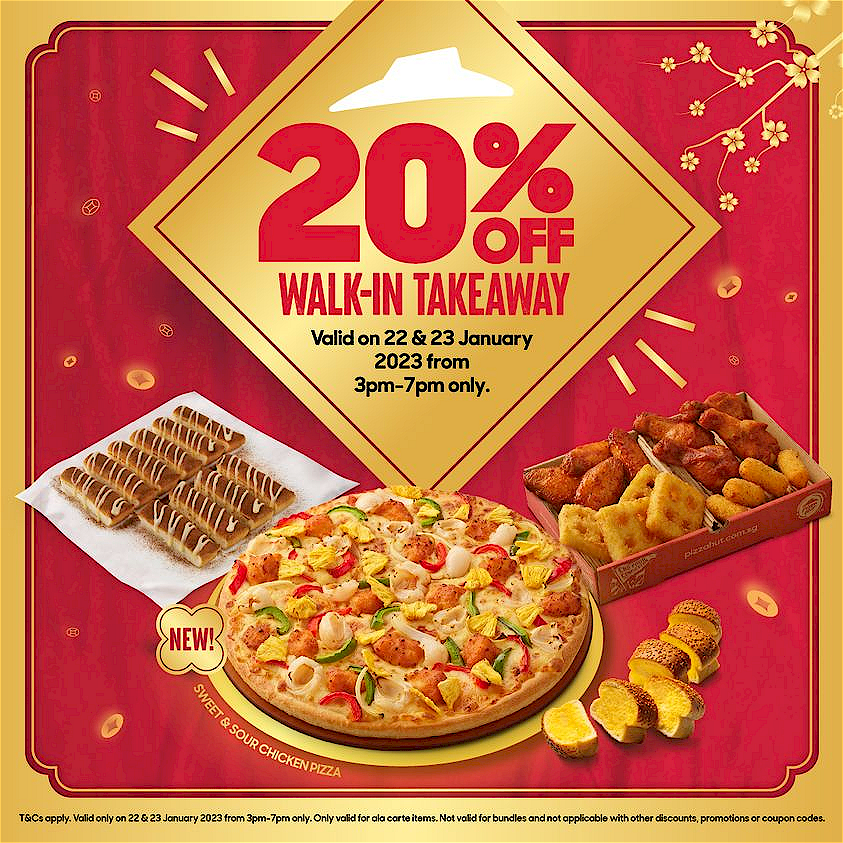 20%
OFF
WALK-IN TAKEAWAY
Valid on 22 & 23 January
2023 from
3pm-7pm only.
pizzahut.com.sg
NEW!
SWEET & SOUR CHICKEN PIZZA
T&Cs apply. Valid only on 22 & 23 January 2023 from 3pm-7pm only. Only valid for ala carte items. Not valid for bundles and not applicable with other discounts, promotions or coupon codes.